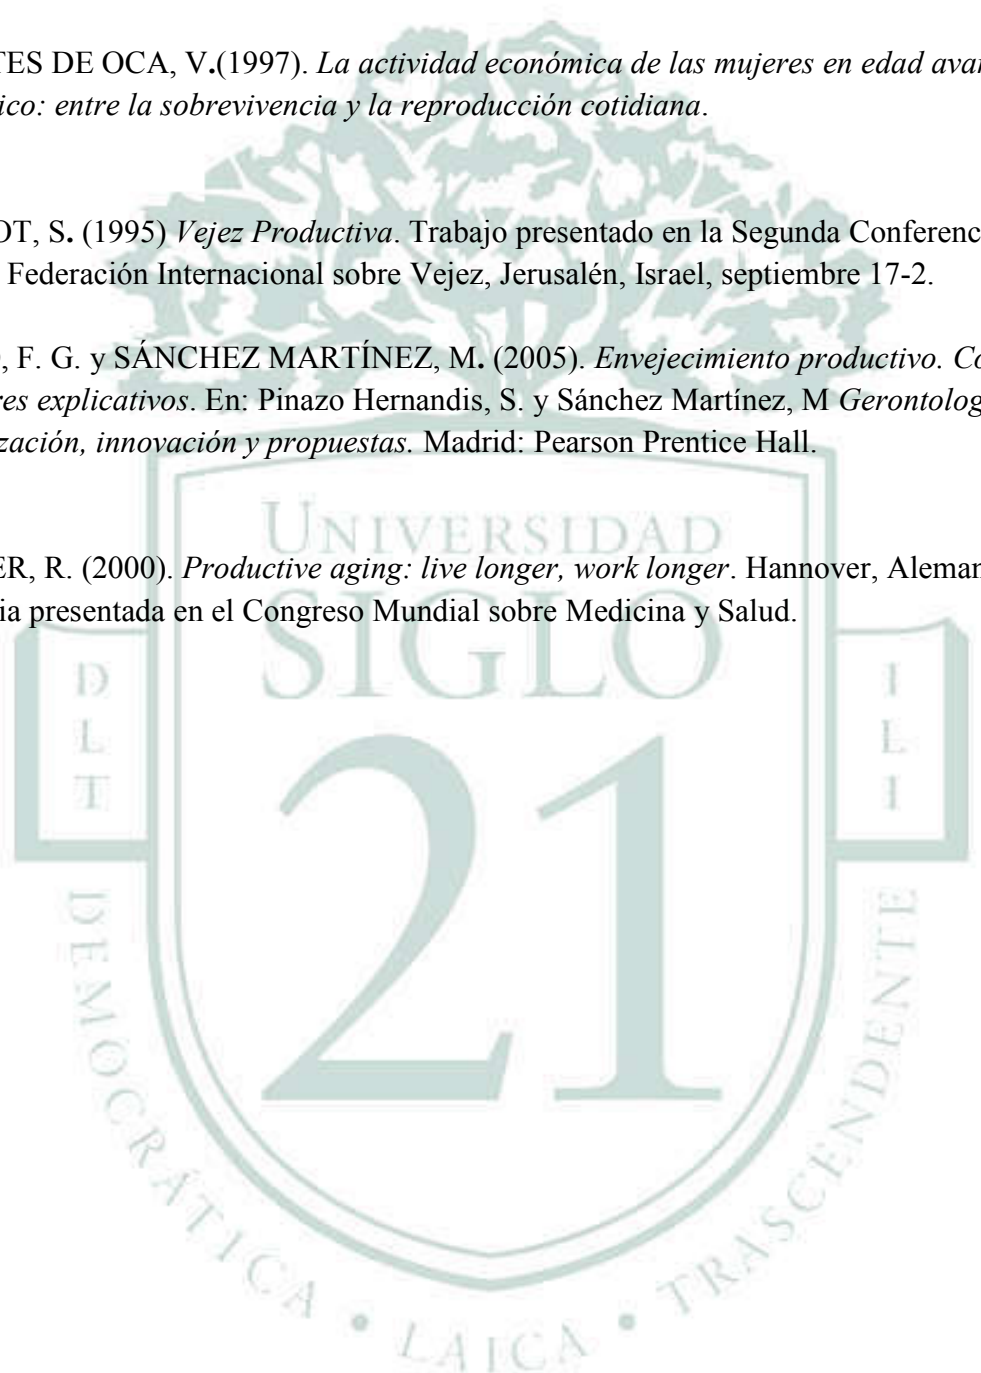 TES DE OCA, V.(1997). La actividad económica de las mujeres en edad avan
ico: entre la sobrevivencia y la reproducción cotidiana.
OT, S. (1995) Vejez Productiva. Trabajo presentado en la Segunda Conferenc
Federación Internacional sobre Vejez, Jerusalén, Israel, septiembre 17-2.
, F. G. y SÁNCHEZ MARTÍNEZ, M. (2005). Envejecimiento productivo. Co
res explicativos. En: Pinazo Hernandis, S. y Sánchez Martínez, M Gerontolog
ización, innovación y propuestas. Madrid: Pearson Prentice Hall.
UNIVERSIDAD
ER, R. (2000). Productive aging: live longer, work longer. Hannover, Aleman
ia presentada en el Congreso Mundial sobre Medicina y Salud.
SIGLO
21
D
L
T
I
L
I
DEMOCRÁTICA • LAICA • TRASCENDENTE